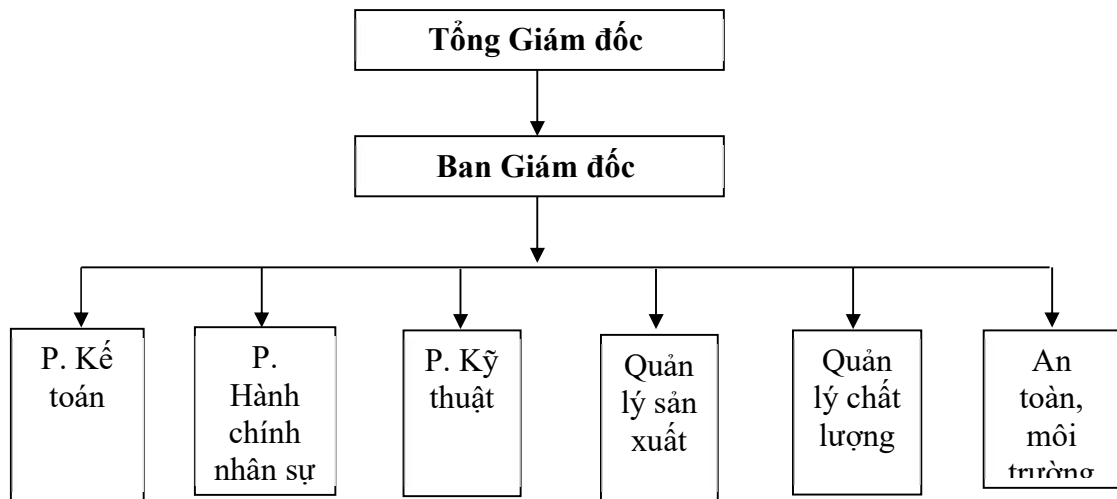 Tổng Giám đốc
Ban Giám đốc
P. Kế
toán
P.
Hành
chính
nhân sự
P. Kỹ
thuật
Quản
lý sản
xuất
Quản
lý chất
lượng
An
toàn,
môi
trường